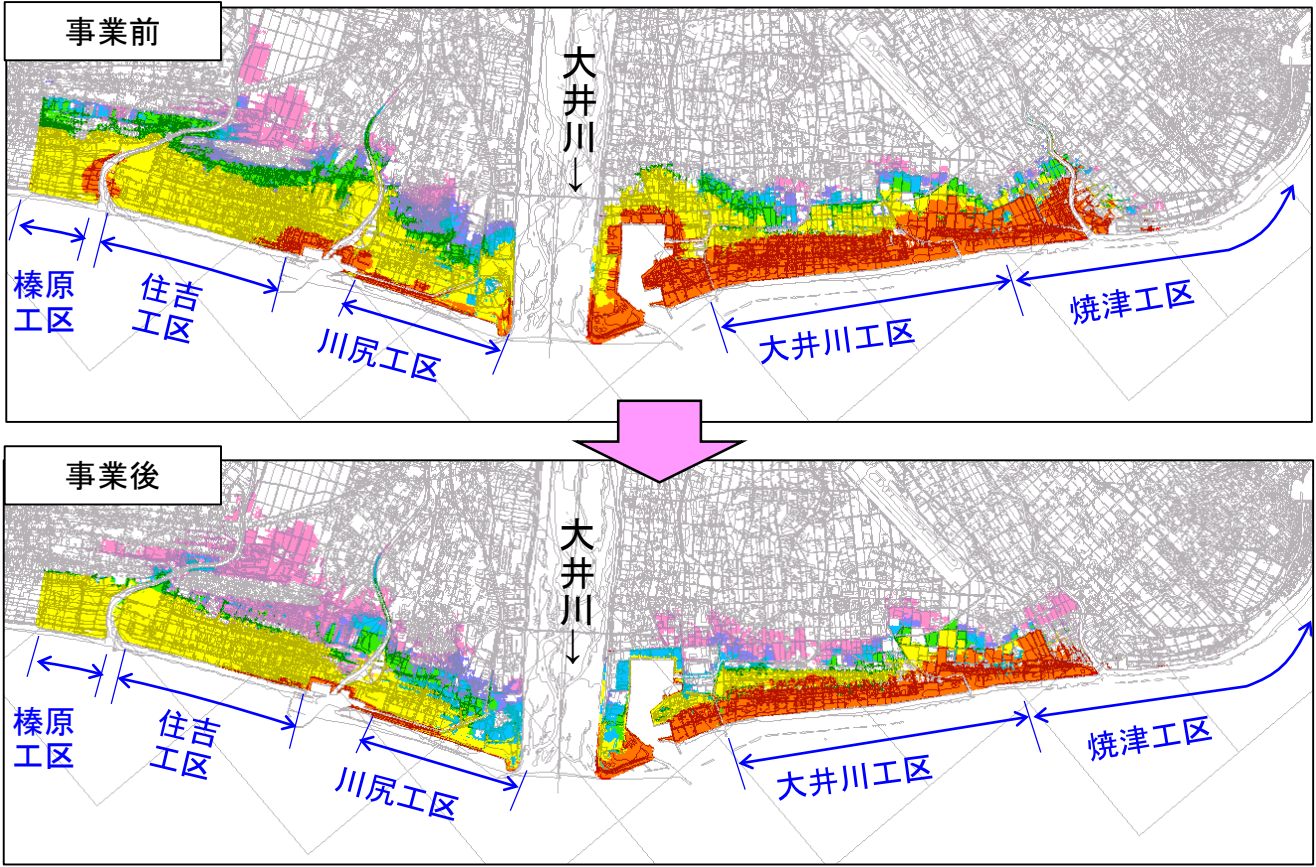 事業前
大井川↓
榛原
工区
住吉
工区
川尻工区
大井川工区
焼津工区
事業後
大井川↓
榛原
工区
住吉
工区
川尻工区
大井川工区
焼津工区